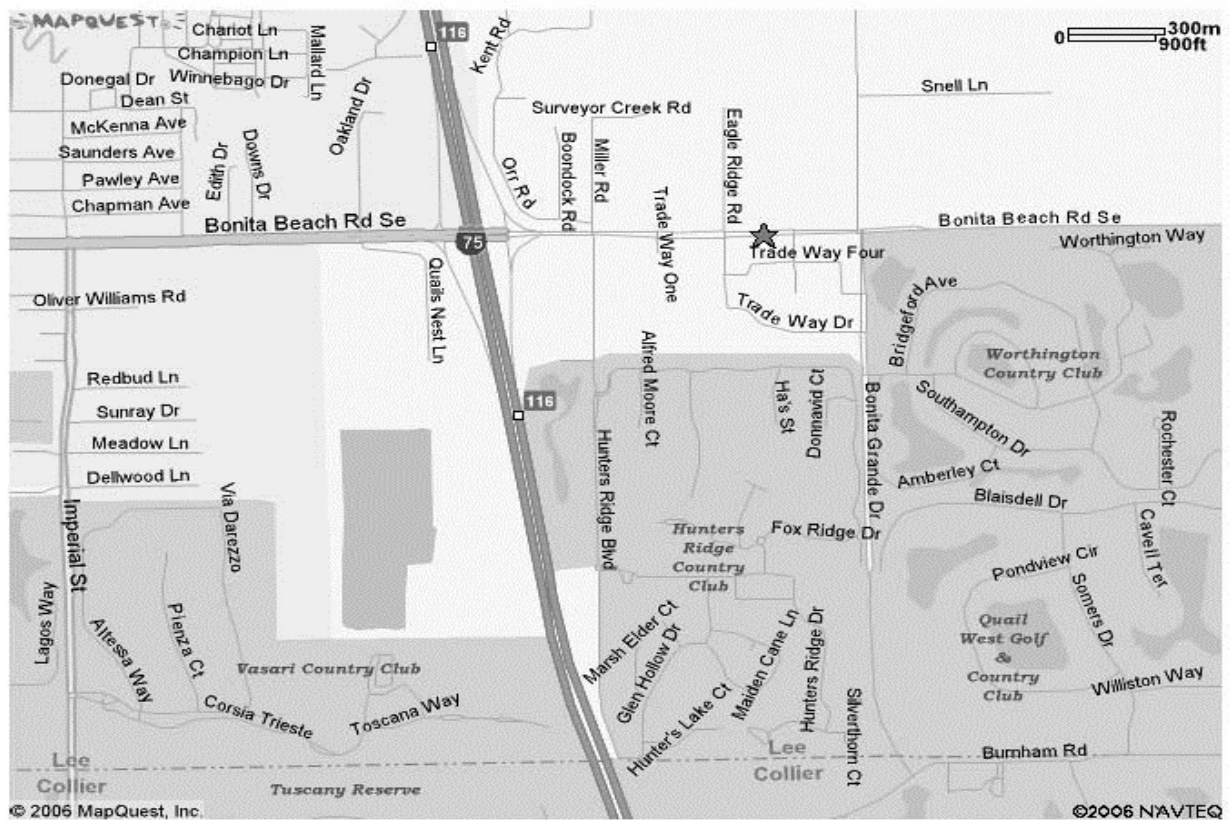 MAPQUEST
Chariot Ln
Champion Ln
Mallard Ln
Donegal Dr
Winnebago Dr
Dean St
McKenna Ave
Saunders Ave
Pawley Ave
Chapman Ave
Edith Dr
Downs Dr
Oakland Dr
116
Kent Rd
0 300m
900ft
Snell Ln
Surveyor Creek Rd
Orr Rd
Boondock Rd
Miller Rd
Trade Way One
Eagle Ridge Rd
Bonita Beach Rd Se
75
Bonita Beach Rd Se
Worthington Way
Trade Way Four
Trade Way Dr
Oliver Williams Rd
Quails Nest Ln
Bridgeford Ave
Worthington
Country Club
Redbud Ln
Sunray Dr
Meadow Ln
Dellwood Ln
116
Alfred Moore Ct
Ha's St
Donnavid Ct
Bonita Grande Dr
Southampton Dr
Amberley Ct
Blaisdell Dr
Rochester Ct
Cavell Ter
Imperial St
Via Darezzo
Hunters Ridge Blvd
Hunters
Ridge
Country
Club
Fox Ridge Dr
Pondview Cir
Somers Dr
Quail
West Golf
&
Country
Club
Williston Way
Lagos Way
Altessa Way
Pienza Ct
Vasari Country Club
Corsia Trieste
Toscana Way
Marsh Elder Ct
Glen Hollow Dr
Hunter's Lake Ct
Maiden Cane Ln
Hunters Ridge Dr
Silverthorn Ct
Burnham Rd
Lee
Collier
Tuscany Reserve
Lee
Collier
© 2006 MapQuest, Inc.
©2006 NAVTEQ